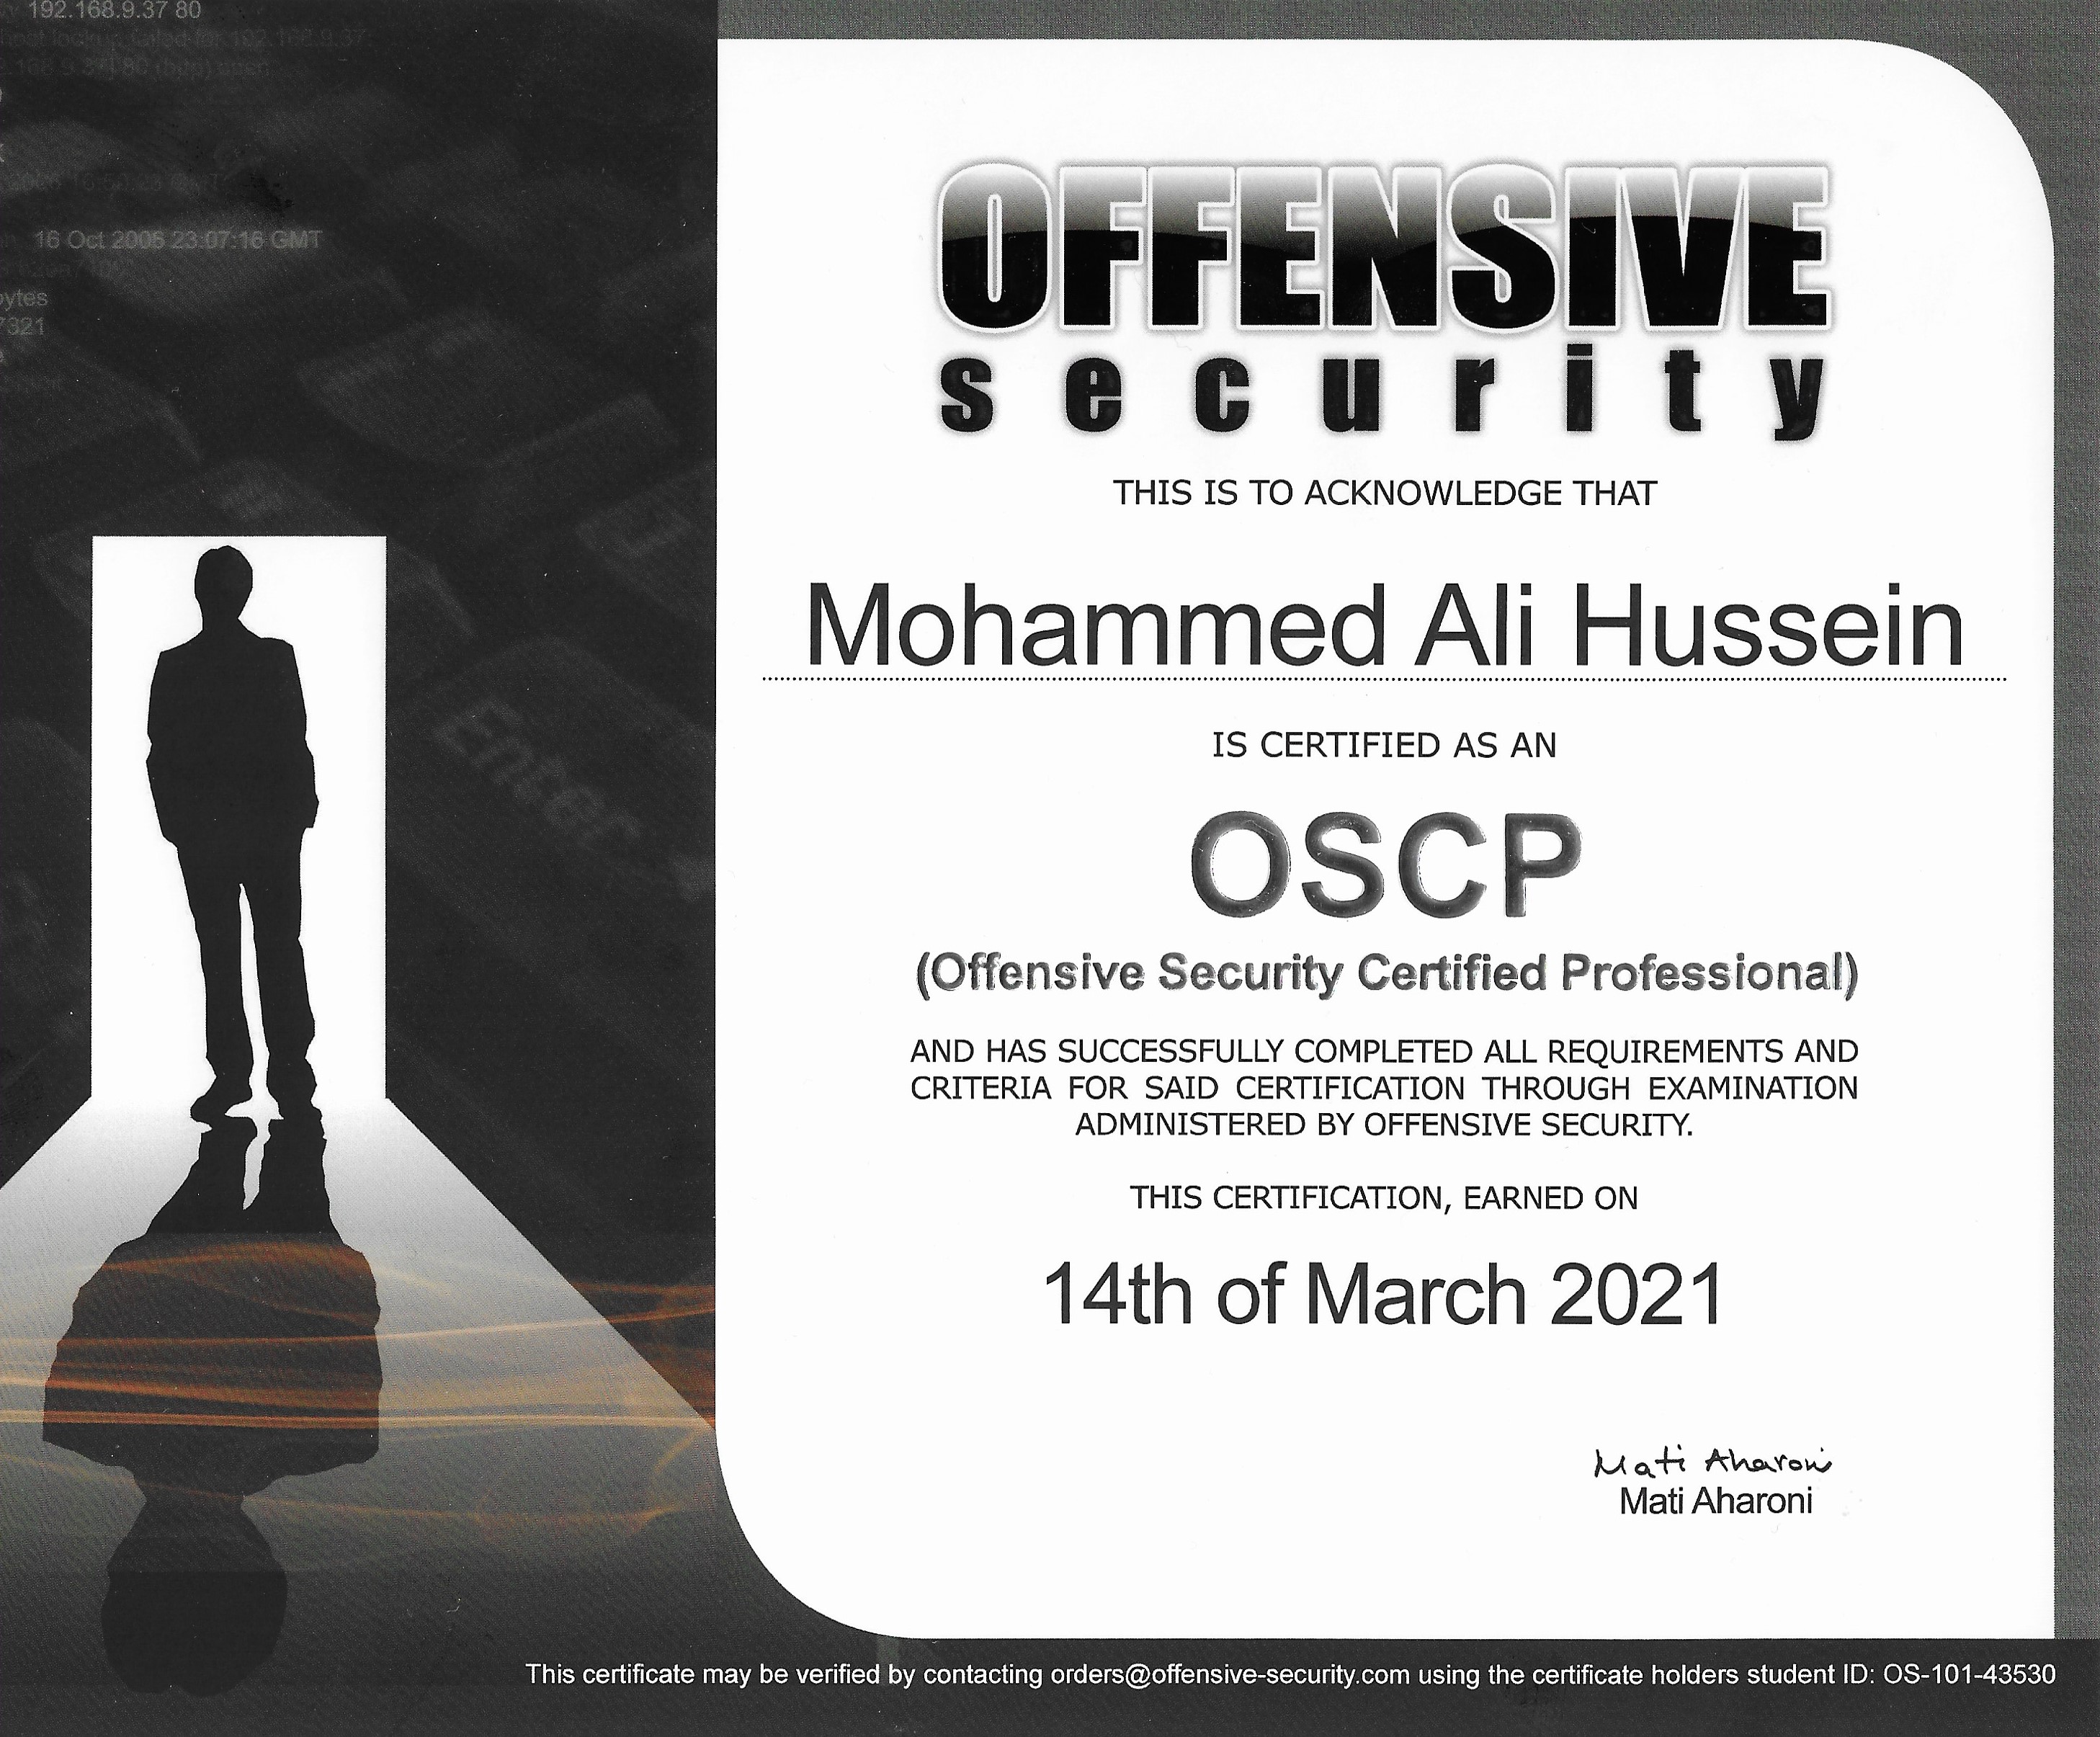 192.168.9.37 80
16 Oct 2006 23:07:16 GMT
bytes
7321
Enter
OFFENSIVE
security
THIS IS TO ACKNOWLEDGE THAT
Mohammed Ali Hussein
IS CERTIFIED AS AN
OSCP
(Offensive Security Certified Professional)
AND HAS SUCCESSFULLY COMPLETED ALL REQUIREMENTS AND
CRITERIA FOR SAID CERTIFICATION THROUGH EXAMINATION
ADMINISTERED BY OFFENSIVE SECURITY.
THIS CERTIFICATION, EARNED ON
14th of March 2021
Mati Aharoni
Mati Aharoni
This certificate may be verified by contacting orders@offensive-security.com using the certificate holders student ID: OS-101-43530